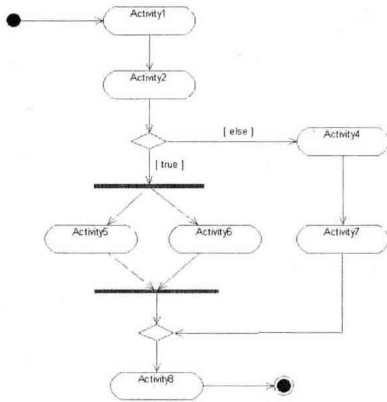 Activity1
Activity2
[ else ]
Activity4
[ true ]
Activity5
Activity6
Activity7
Activity8